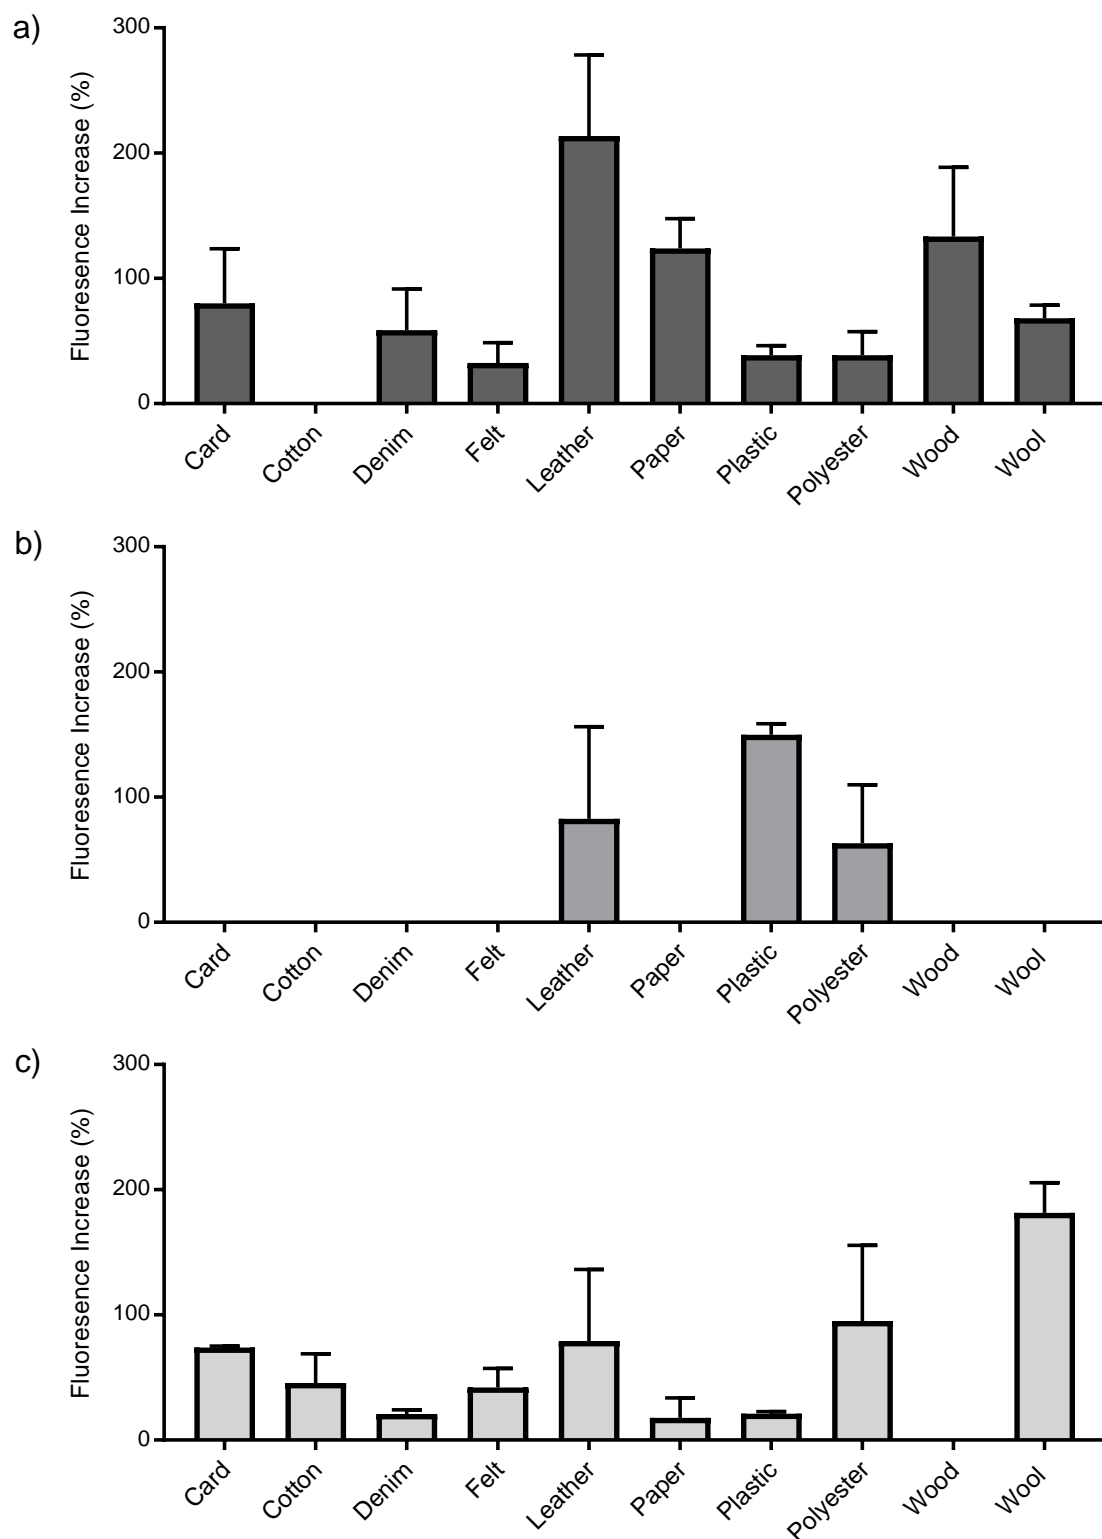 a)
Fluoresence Increase (%)
300
200
100
0
Card
Cotton
Denim
Felt
Leather
Paper
Plastic
Polyester
Wood
Wool
b)
Fluoresence Increase (%)
300
200
100
0
Card
Cotton
Denim
Felt
Leather
Paper
Plastic
Polyester
Wood
Wool
c)
Fluoresence Increase (%)
300
200
100
0
Card
Cotton
Denim
Felt
Leather
Paper
Plastic
Polyester
Wood
Wool